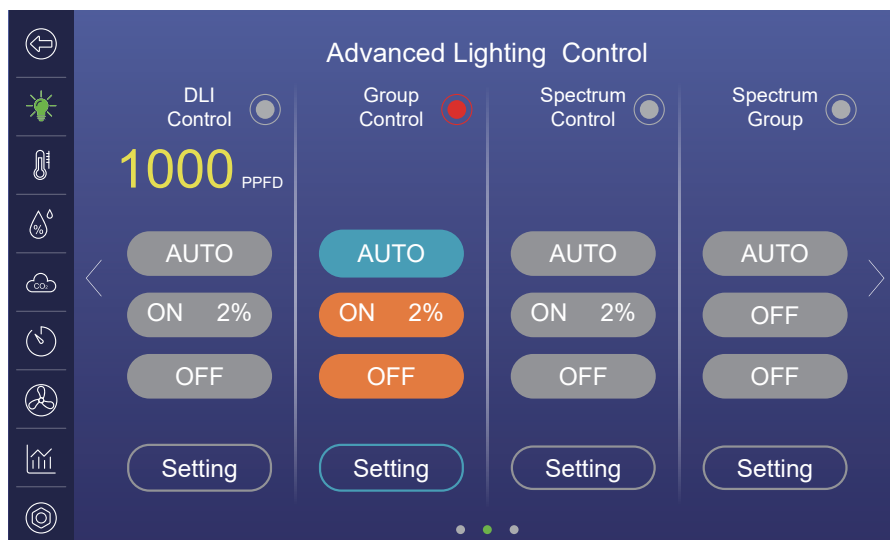 Advanced Lighting Control
DLI
Control
1000 PPFD
AUTO
ON 2%
OFF
Setting
Group
Control
AUTO
ON 2%
OFF
Setting
Spectrum
Control
AUTO
ON 2%
OFF
Setting
Spectrum
Group
AUTO
OFF
OFF
Setting
%
CO₂